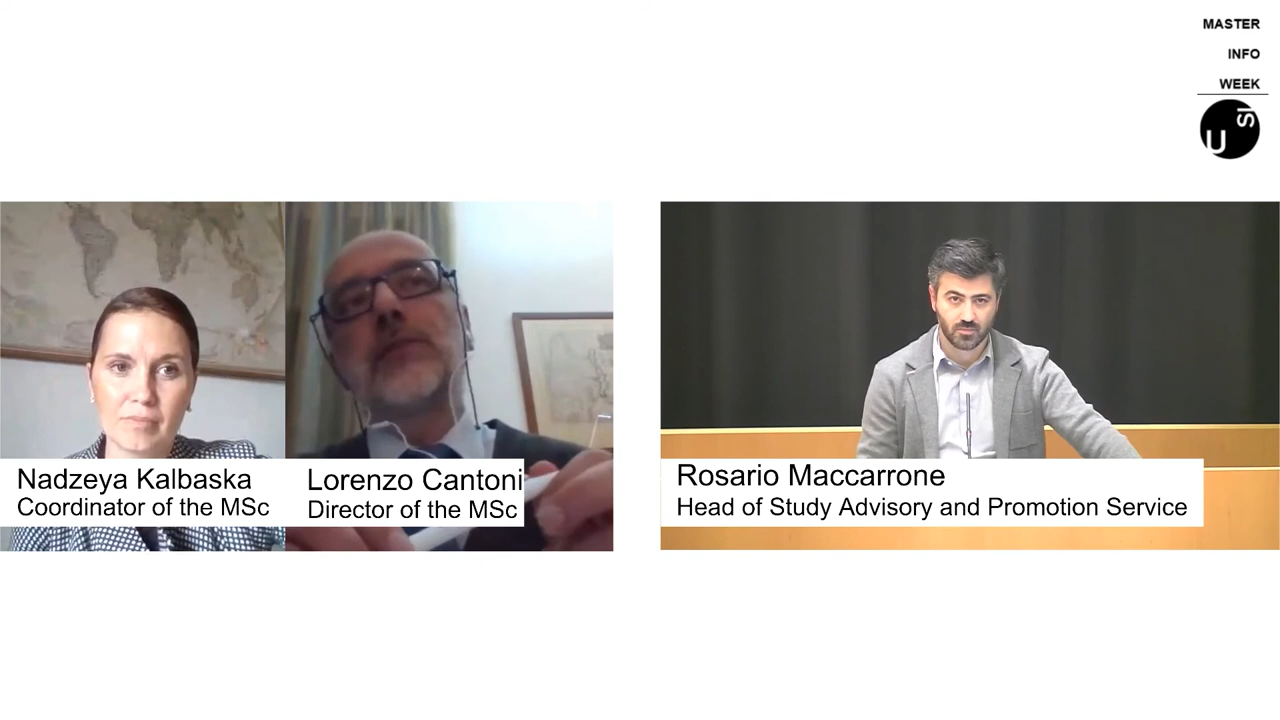 MASTER
INFO
WEEK
U
SI
Nadzeya Kalbaska
Coordinator of the MSc
Lorenzo Cantoni
Director of the MSc
Rosario Maccarrone
Head of Study Advisory and Promotion Service